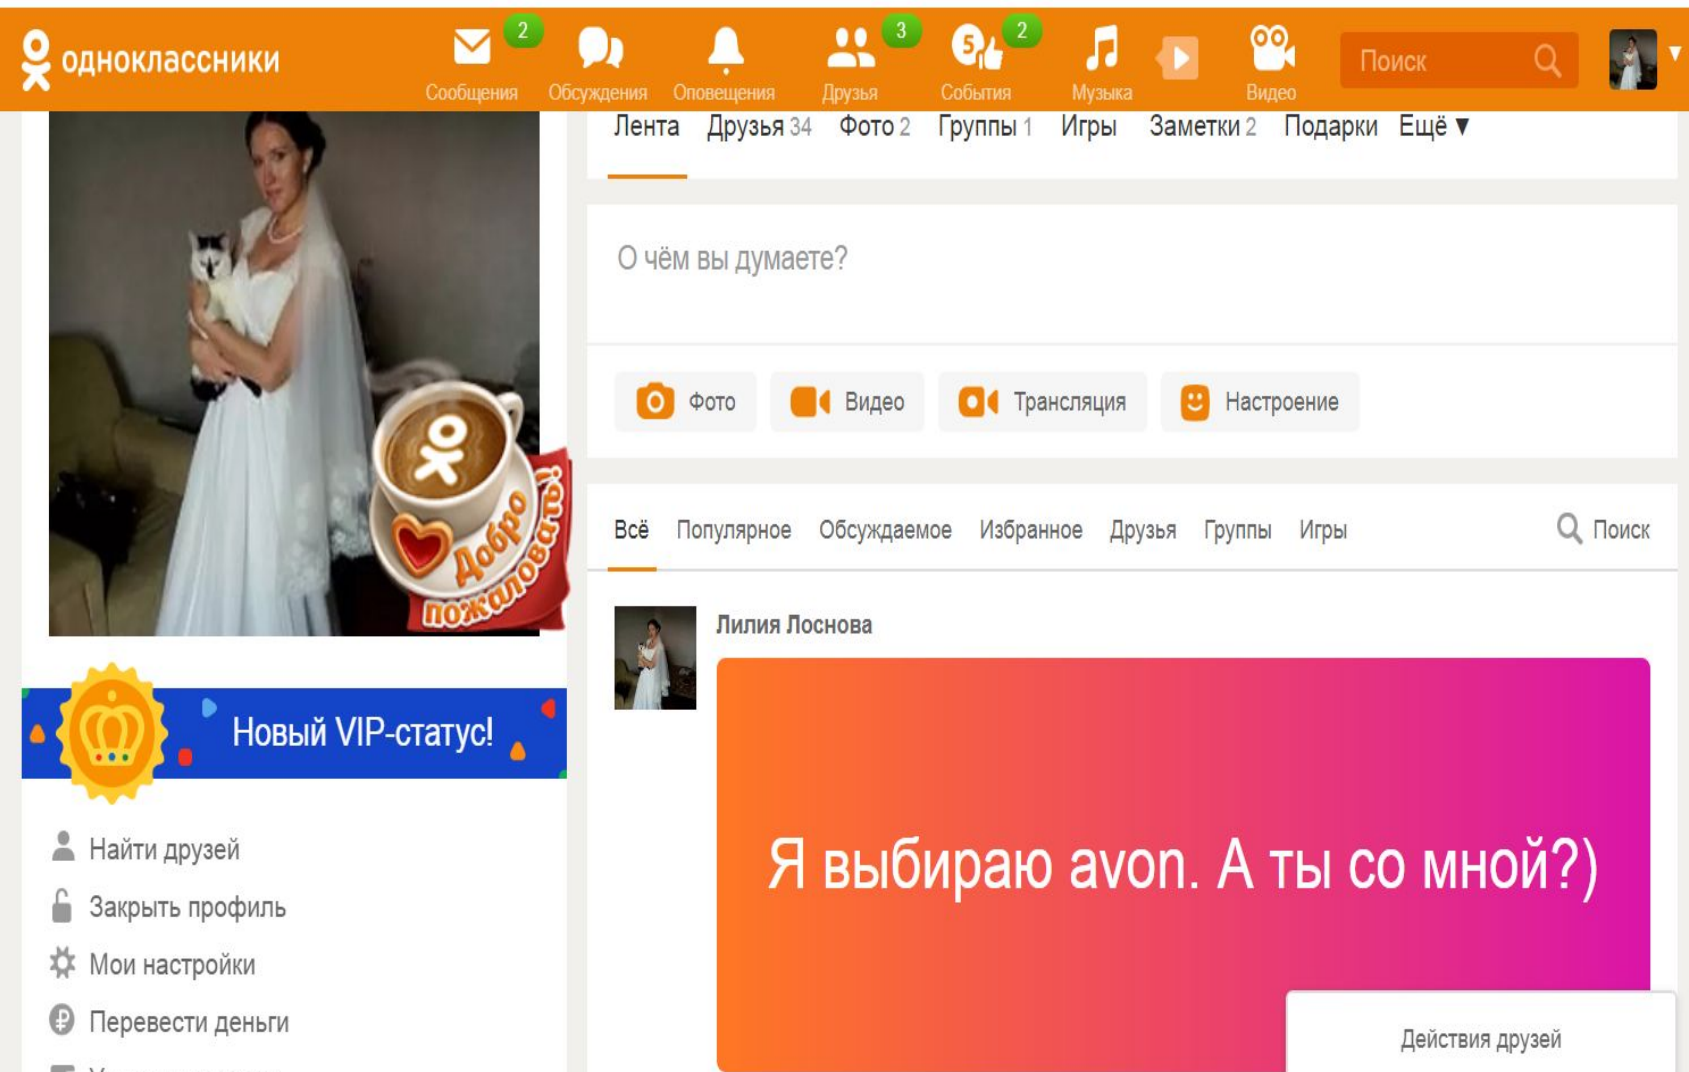 одноклассники
2
Сообщения
Обсуждения
Оповещения
3
Друзья
5
2
События
Музыка
Видео
Поиск
Лента Друзья 34 Фото 2 Группы 1 Игры Заметки 2 Подарки Ещё ▼
О чём вы думаете?
Фото Видео Трансляция Настроение
Добро
пожаловать!
Всё Популярное Обсуждаемое Избранное Друзья Группы Игры Поиск
Лилия Лоснова
Я выбираю avon. А ты со мной?)
Новый VIP-статус!
Найти друзей
Закрыть профиль
Мои настройки
Перевести деньги
Действия друзей